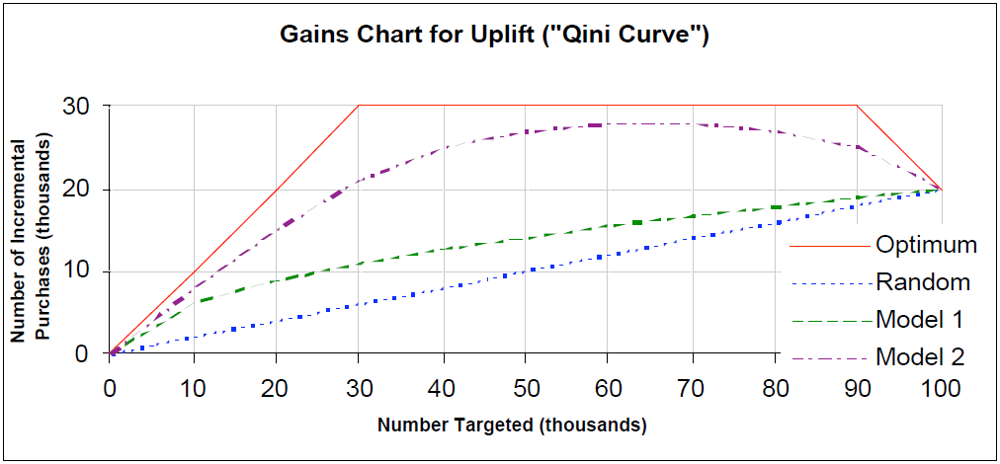 Gains Chart for Uplift ("Qini Curve")
Number of Incremental
Purchases (thousands)
30
20
10
0
0 10 20 30 40 50 60 70 80 90 100
Number Targeted (thousands)
Optimum
Random
Model 1
Model 2